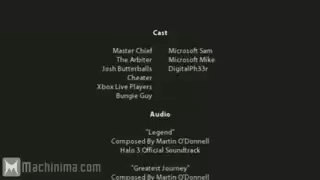 Cast
Master Chief Microsoft Sam
The Arbiter Microsoft Mike
Josh Butterballs DigitalPh33r
Cheater
Xbox Live Players
Bungie Guy
Audio
"Legend"
Composed By Martin O'Donnell
Halo 3 Official Soundtrack
"Greatest Journey"
Composed By Martin O'Donnell
Machinima.com